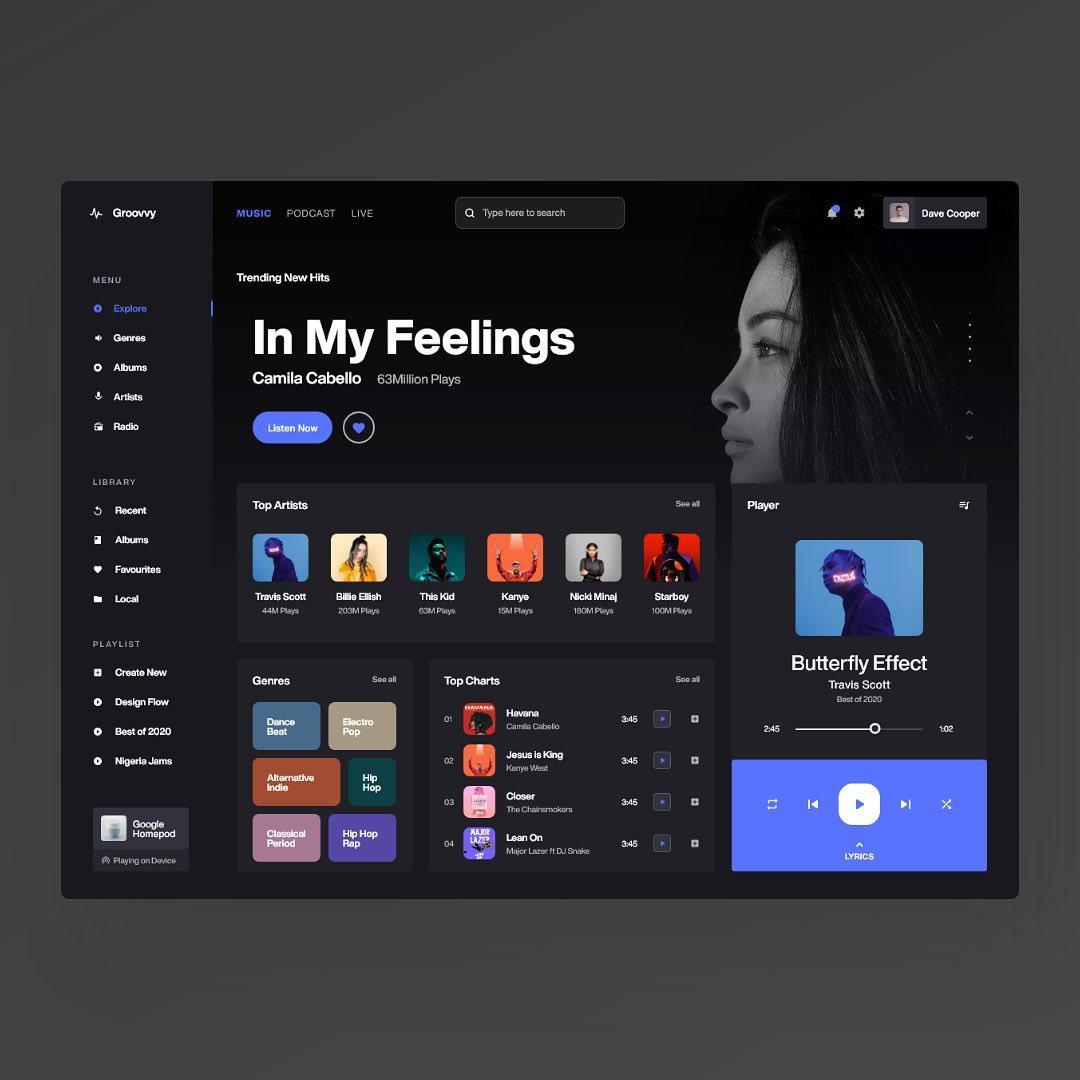 Groovvy
MUSIC PODCAST LIVE
Type here to search
Dave Cooper
MENU
Explore
Genres
Albums
Artists
Radio
LIBRARY
Recent
Albums
Favourites
Local
PLAYLIST
Create New
Design Flow
Best of 2020
Nigeria Jams
Google
Homepod
Playing on Device
Trending New Hits
In My Feelings
Camila Cabello 63Million Plays
Listen Now
Top Artists See all
Travis Scott
44M Plays
Billie Ellish
203M Plays
This Kid
63M Plays
Kanye
15M Plays
Nicki Minaj
180M Plays
Starboy
100M Plays
Genres See all
Dance
Beat
Electro
Pop
Alternative
Indie
Hip
Hop
Classical
Period
Hip Hop
Rap
Top Charts See all
HAVANA
01 Havana 3:45
Camila Cabello
02 Jesus is King 3:45
Kanye West
03 Closer 3:45
The Chainsmokers
MAJOR
LAZER
04 Lean On 3:45
Major Lazer ft DJ Snake
Player
CACTUS
Butterfly Effect
Travis Scott
Best of 2020
2:45 1:02
LYRICS